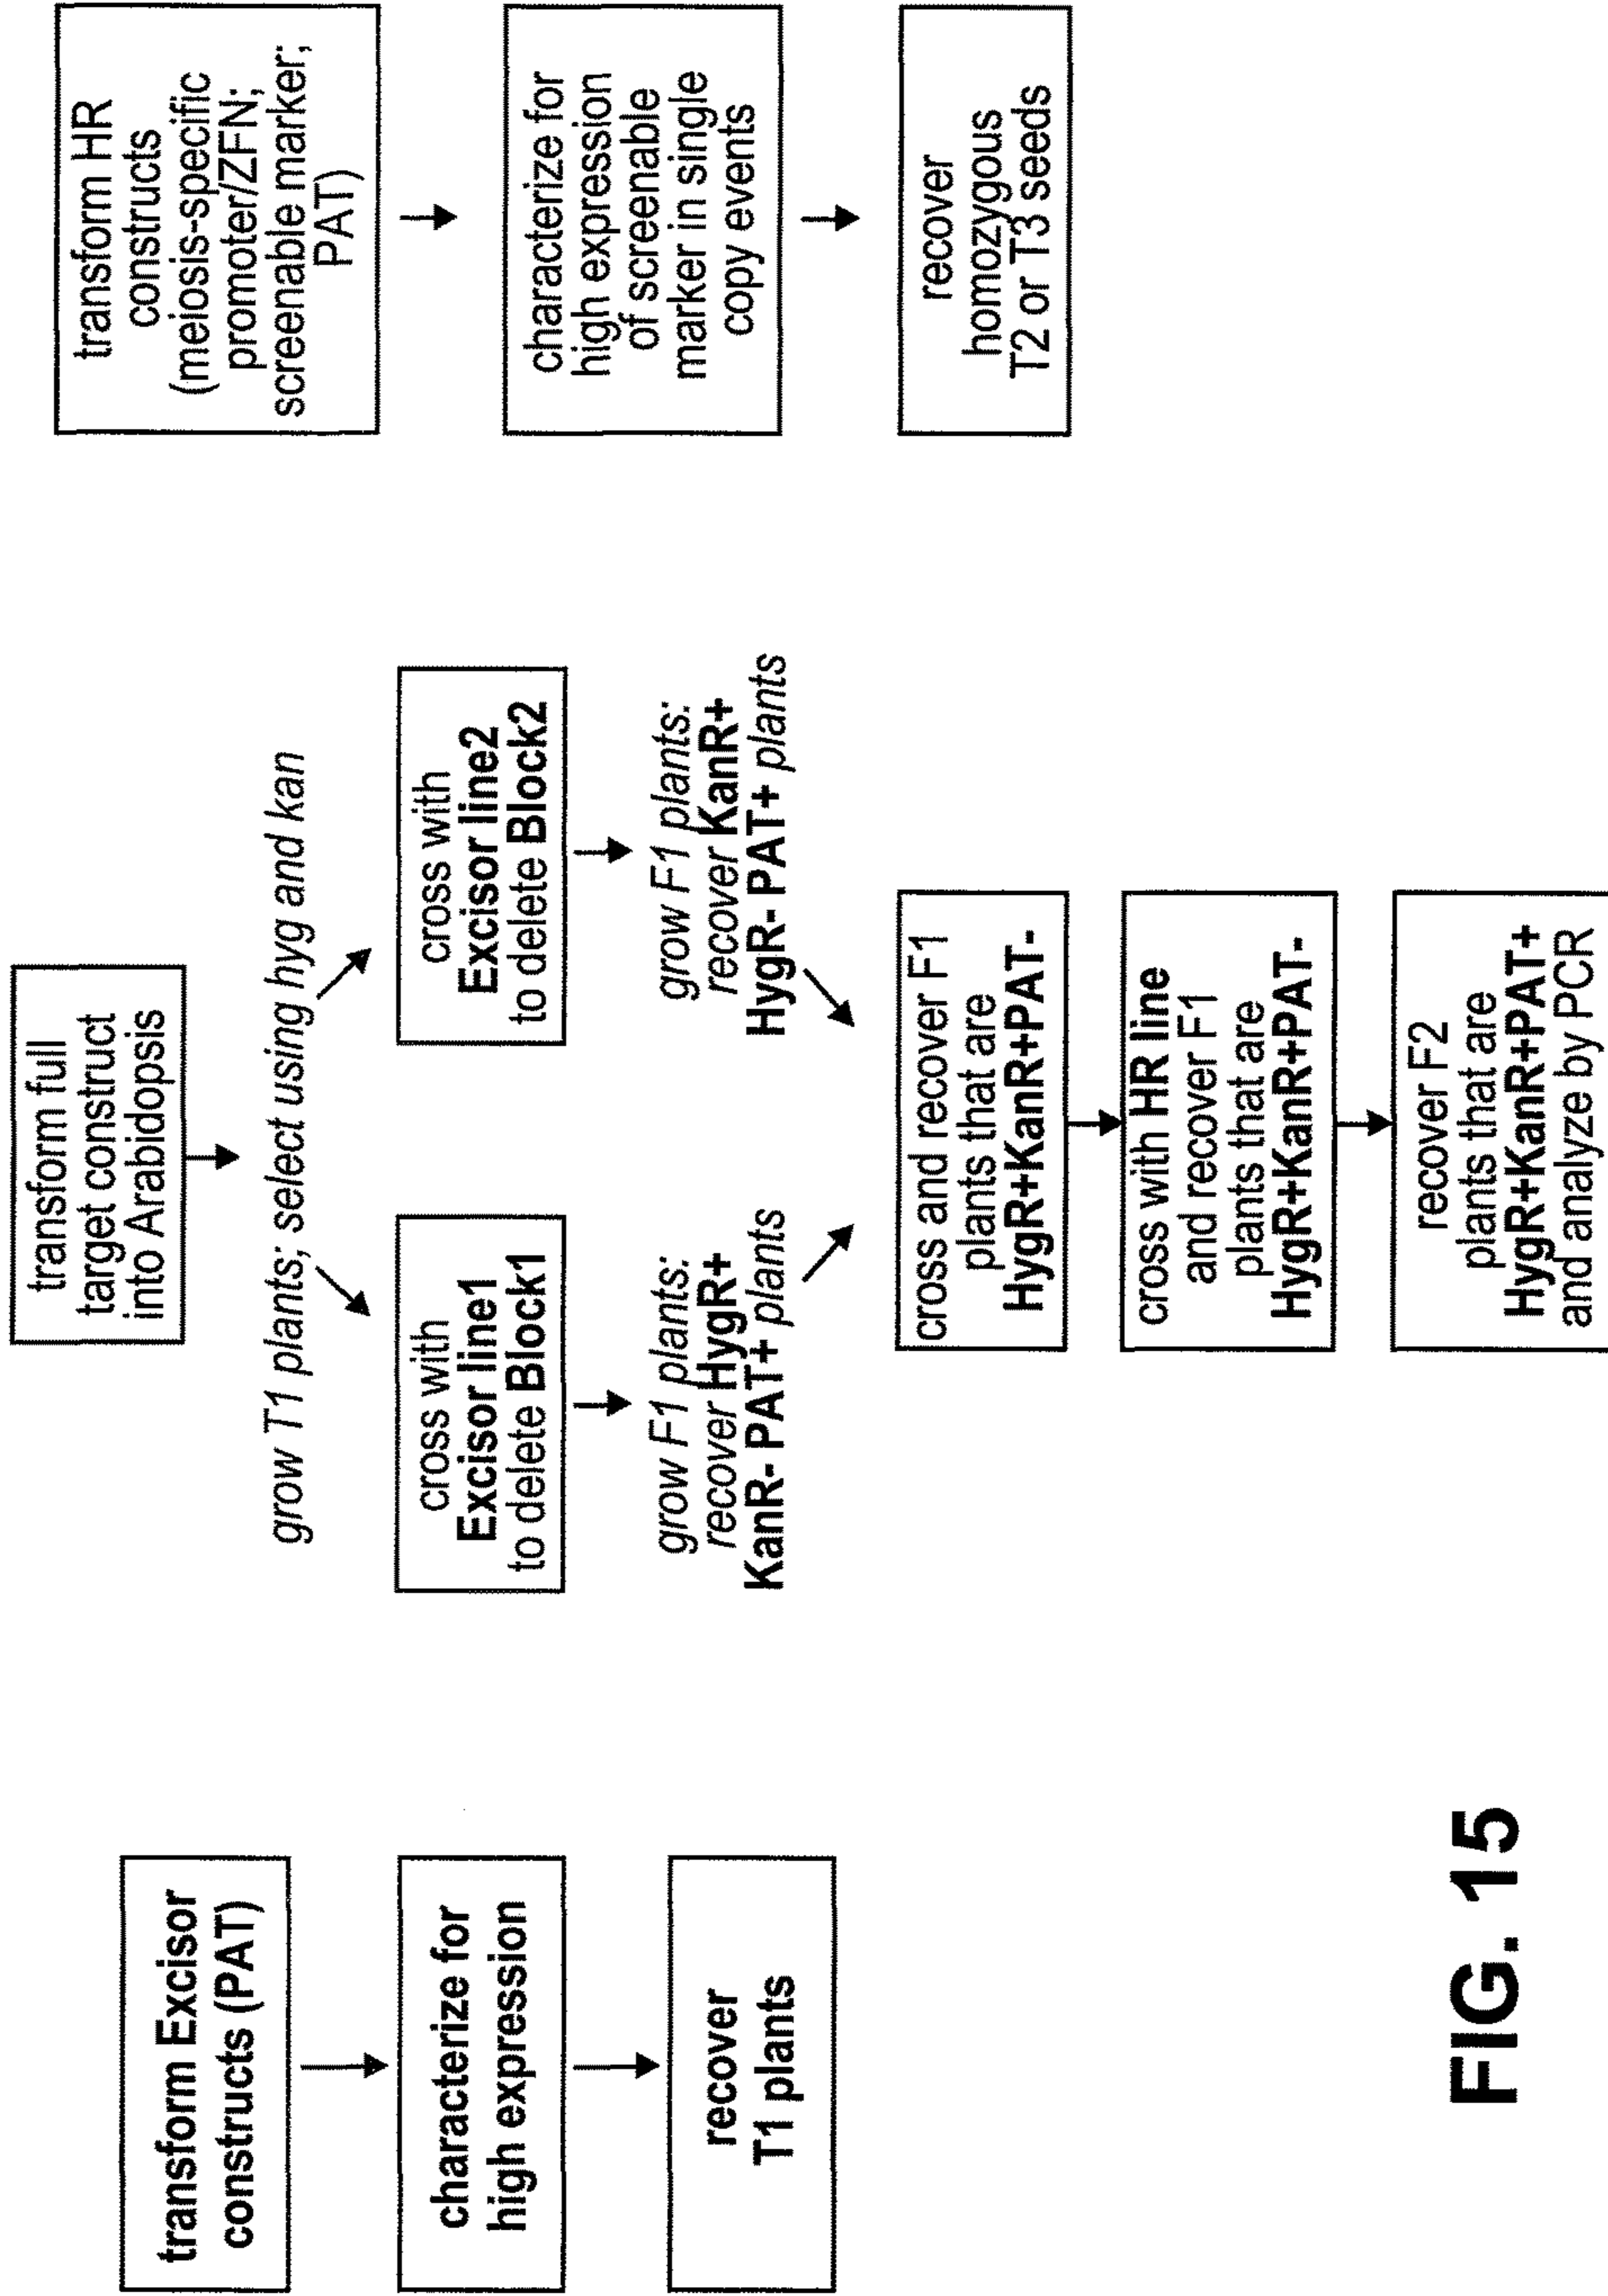 transform Excisor
constructs (PAT)
characterize for
high expression
recover
T1 plants
transform full
target construct
into Arabidopsis
grow T1 plants; select using hyg and kan
cross with
Excisor line1
to delete Block1
grow F1 plants:
recover HygR+
KanR- PAT+ plants
cross with
Excisor line2
to delete Block2
grow F1 plants:
recover KanR+
HygR- PAT+ plants
cross and recover F1
plants that are
HygR+KanR+PAT-
cross with HR line
and recover F1
plants that are
HygR+KanR+PAT-
recover F2
plants that are
HygR+KanR+PAT+
and analyze by PCR
transform HR
constructs
(meiosis-specific
promoter/ZFN;
screenable marker;
PAT)
characterize for
high expression
of screenable
marker in single
copy events
recover
homozygous
T2 or T3 seeds
FIG. 15